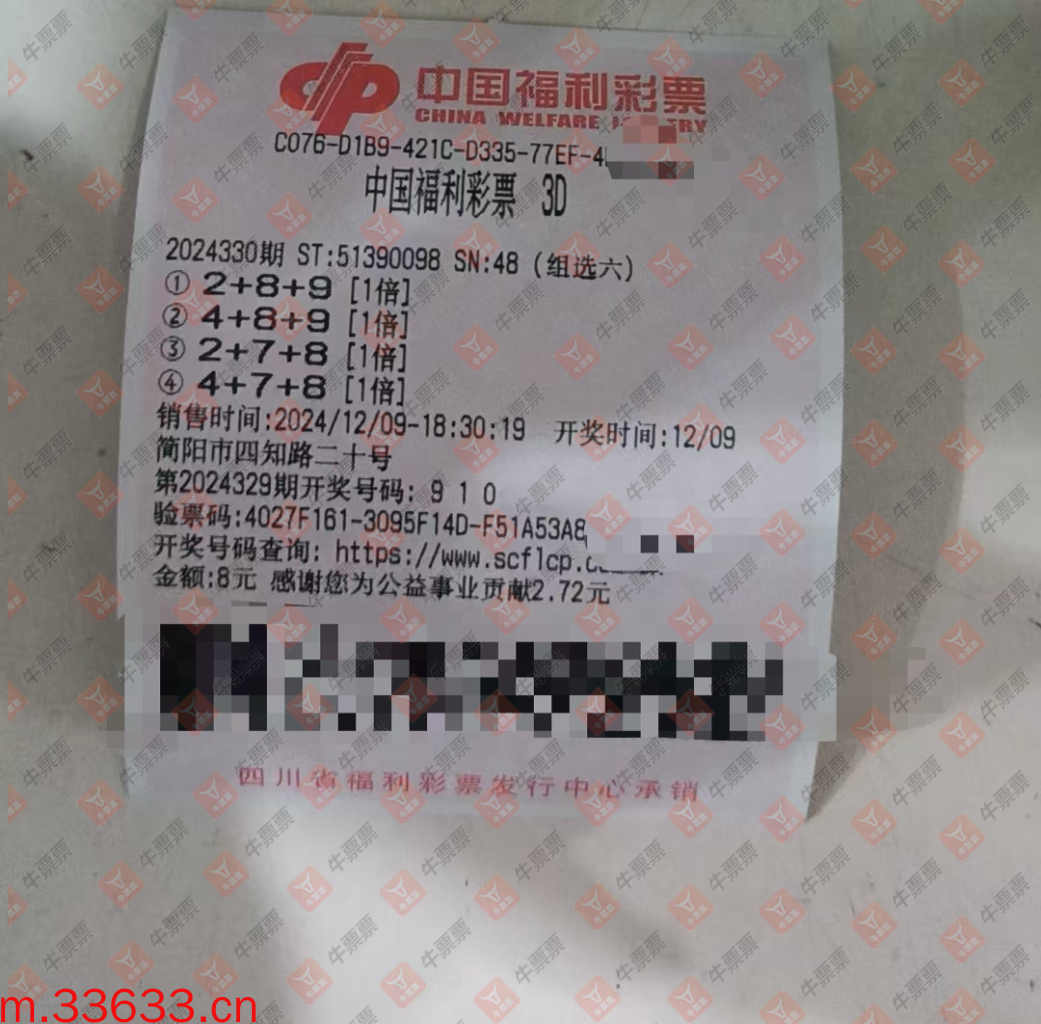 中国福利彩票
CHINA WELFARE
C076-D1B9-421C-D335-77EF-4
中国福利彩票 3D
2024330期 ST:51390098 SN:48 (组选六)
① 2+8+9 [1倍]
② 4+8+9 [1倍]
③ 2+7+8 [1倍]
④ 4+7+8 [1倍]
销售时间:2024/12/09-18:30:19 开奖时间:12/09
简阳市四知路二十号
第2024329期开奖号码: 9 1 0
验票码:4027F161-3095F14D-F51A53A8
开奖号码查询: https://www.scflcp.c
金额:8元 感谢您为公益事业贡献2.72元
四川省福利彩票发行中心承销
牛票票
m.33633.cn